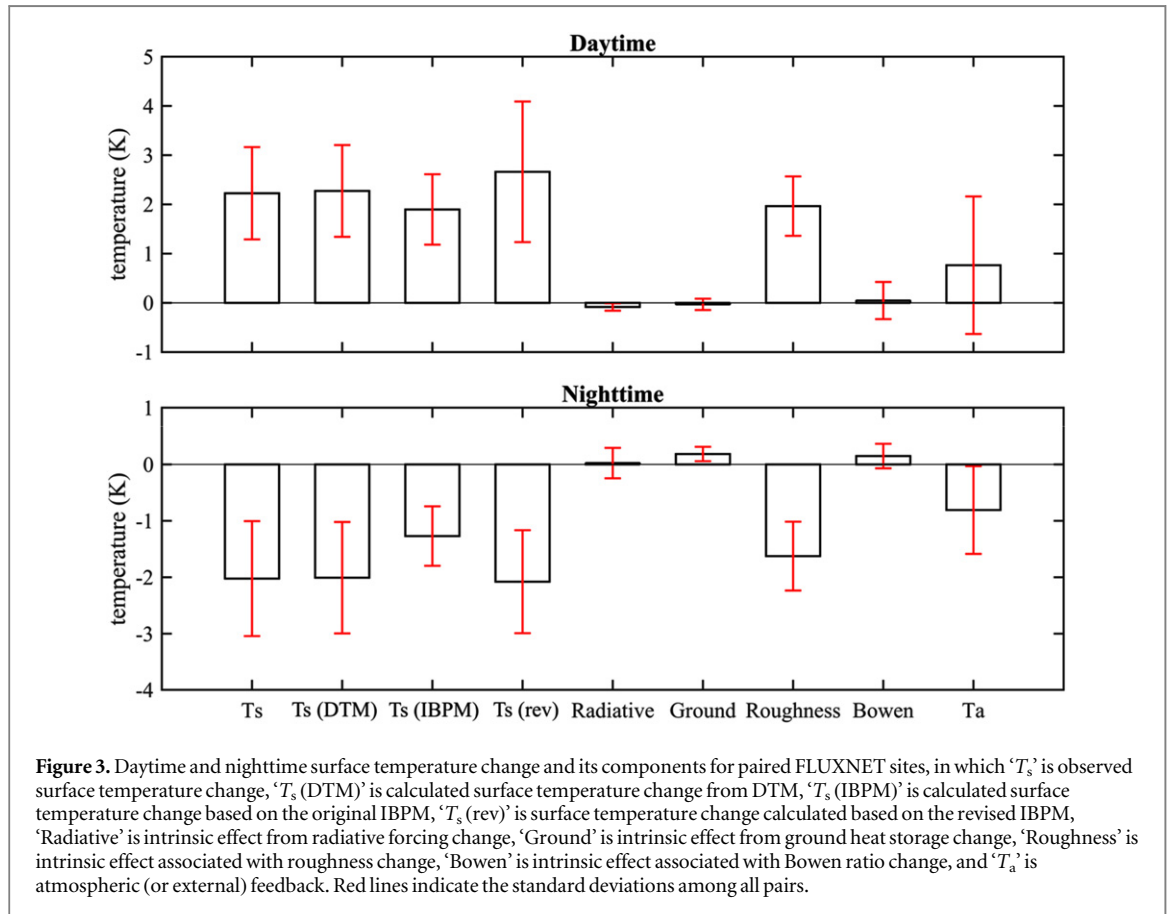 Daytime
5
4
3
2
1
0
-1
temperature (K)
Nighttime
1
0
-1
-2
-3
-4
temperature (K)
Ts Ts (DTM) Ts (IBPM) Ts (rev) Radiative Ground Roughness Bowen Ta
Figure 3. Daytime and nighttime surface temperature change and its components for paired FLUXNET sites, in which ‘Ts’ is observed
surface temperature change, ‘Ts (DTM)’ is calculated surface temperature change from DTM, ‘Ts (IBPM)’ is calculated surface
temperature change based on the original IBPM, ‘Ts (rev)’ is surface temperature change calculated based on the revised IBPM,
‘Radiative’ is intrinsic effect from radiative forcing change, ‘Ground’ is intrinsic effect from ground heat storage change, ‘Roughness’ is
intrinsic effect associated with roughness change, ‘Bowen’ is intrinsic effect associated with Bowen ratio change, and ‘Ta’ is
atmospheric (or external) feedback. Red lines indicate the standard deviations among all pairs.